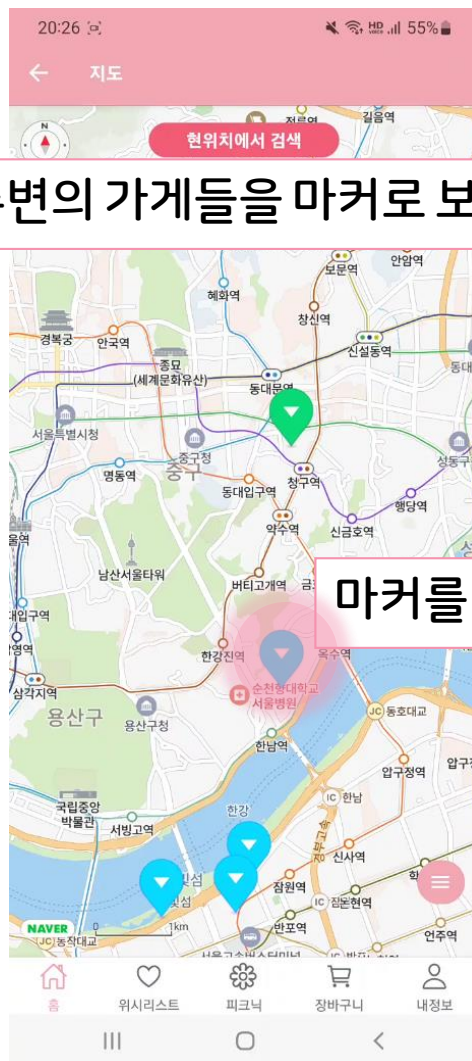 20:26
HD
55%
지도
N
길음역
현위치에서 검색
변의 가게들을 마커로 보
안암역
보문역
혜화역
창신역
경복궁
안국역
신설동역
종묘
(세계문화유산)
동대문역
서울특별시청
중구청
성동구
명동역
중구
청구역
동대입구역
행당역
약수역
신금호역
남산서울타워
버티고개역
마커를
한강진역
옥수역
삼각지역
순천향대학교
서울병원
용산구
용산구청
JC 동호대교
한남역
압구정역
국립중앙
박물관
IC 한남
서빙고역
한강
경부고속
신사역
잠원역
NAVER
0
1km
JC 동작대교
반포역
언주역
홈
위시리스트
피크닉
장바구니
내정보